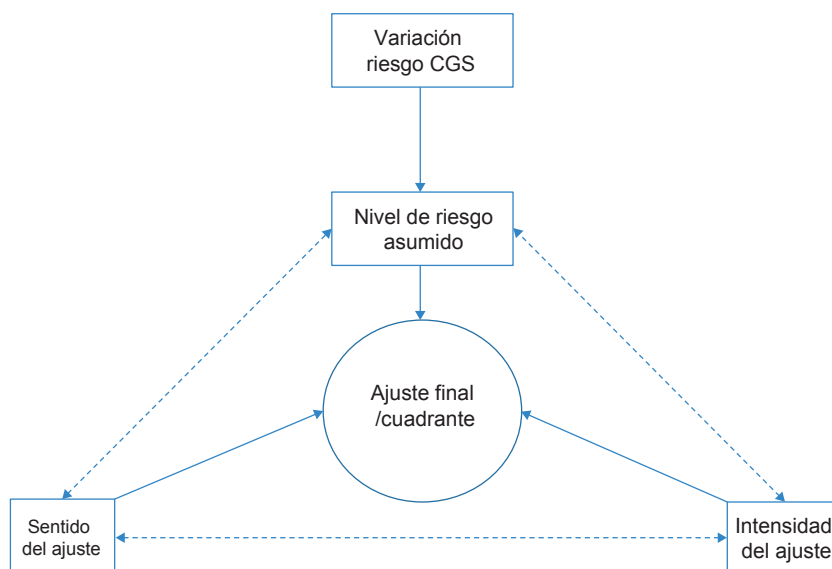 Variación
riesgo CGS
Nivel de riesgo
asumido
Ajuste final
/cuadrante
Sentido
del ajuste
Intensidad
del ajuste